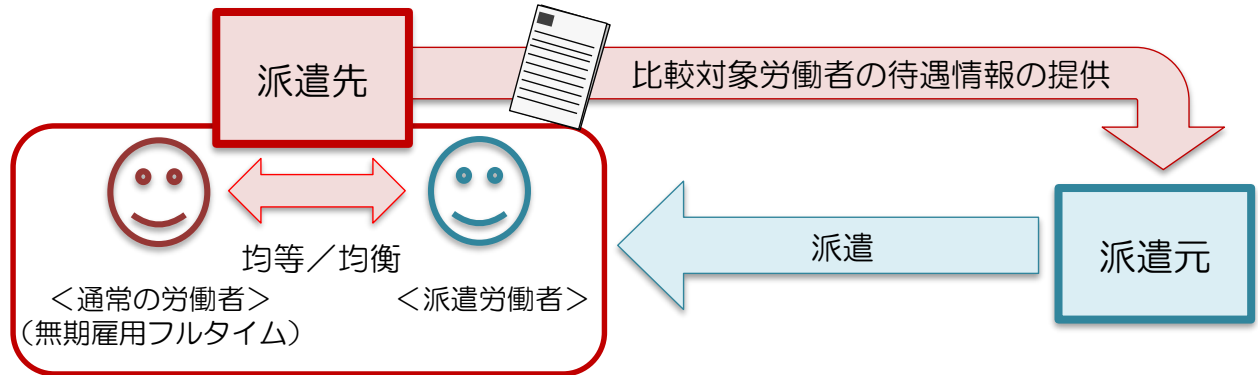 派遣先
比較対象労働者の待遇情報の提供
均等／均衡
＜通常の労働者＞
（無期雇用フルタイム）
＜派遣労働者＞
派遣
派遣元